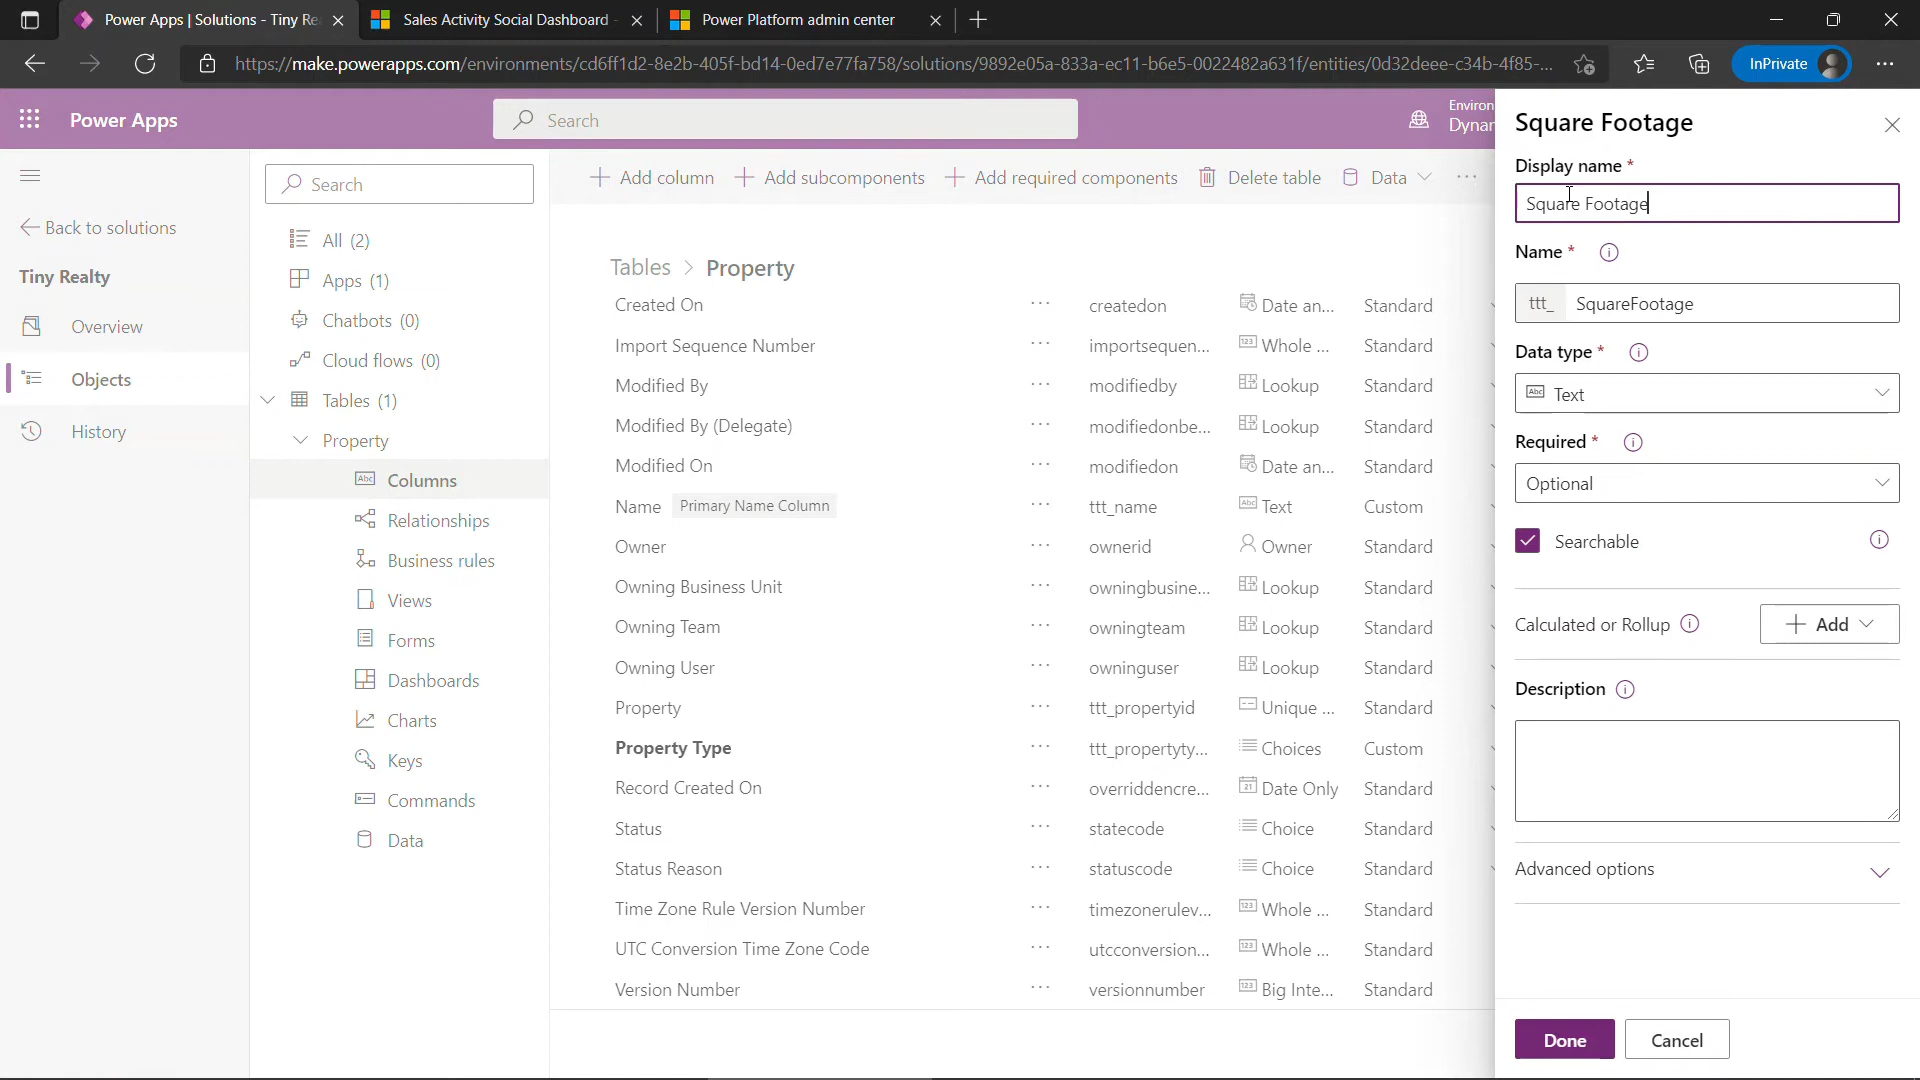 Power Apps | Solutions - Tiny Re
Sales Activity Social Dashboard -
Power Platform admin center
https://make.powerapps.com/environments/cd6ff1d2-8e2b-405f-bd14-0ed7e77fa758/solutions/9892e05a-833a-ec11-b6e5-0022482a631f/entities/0d32deee-c34b-4f85-...
InPrivate
Power Apps
Search
Environ
Dynar
Back to solutions
Tiny Realty
Overview
Objects
History
Search
All (2)
Apps (1)
Chatbots (0)
Cloud flows (0)
Tables (1)
Property
Abc Columns
Relationships
Business rules
Views
Forms
Dashboards
Charts
Keys
Commands
Data
Add column
Add subcomponents
Add required components
Delete table
Data
Tables > Property
Created On ... createdon Date an... Standard
Import Sequence Number ... importsequen... 123 Whole ... Standard
Modified By ... modifiedby Lookup Standard
Modified By (Delegate) ... modifiedonbe... Lookup Standard
Modified On ... modifiedon Date an... Standard
Name Primary Name Column ... ttt_name Abc Text Custom
Owner ... ownerid Owner Standard
Owning Business Unit ... owningbusine... Lookup Standard
Owning Team ... owningteam Lookup Standard
Owning User ... owninguser Lookup Standard
Property ... ttt_propertyid Unique ... Standard
Property Type ... ttt_propertyty... Choices Custom
Record Created On ... overriddencre... 21 Date Only Standard
Status ... statecode Choice Standard
Status Reason ... statuscode Choice Standard
Time Zone Rule Version Number ... timezonerulev... 123 Whole ... Standard
UTC Conversion Time Zone Code ... utcconversion... 123 Whole ... Standard
Version Number ... versionnumber 123 Big Inte... Standard
Square Footage
Display name *
Square Footage
Name *
ttt_ SquareFootage
Data type *
Abc Text
Required *
Optional
Searchable
Calculated or Rollup
Add
Description
Advanced options
Done
Cancel